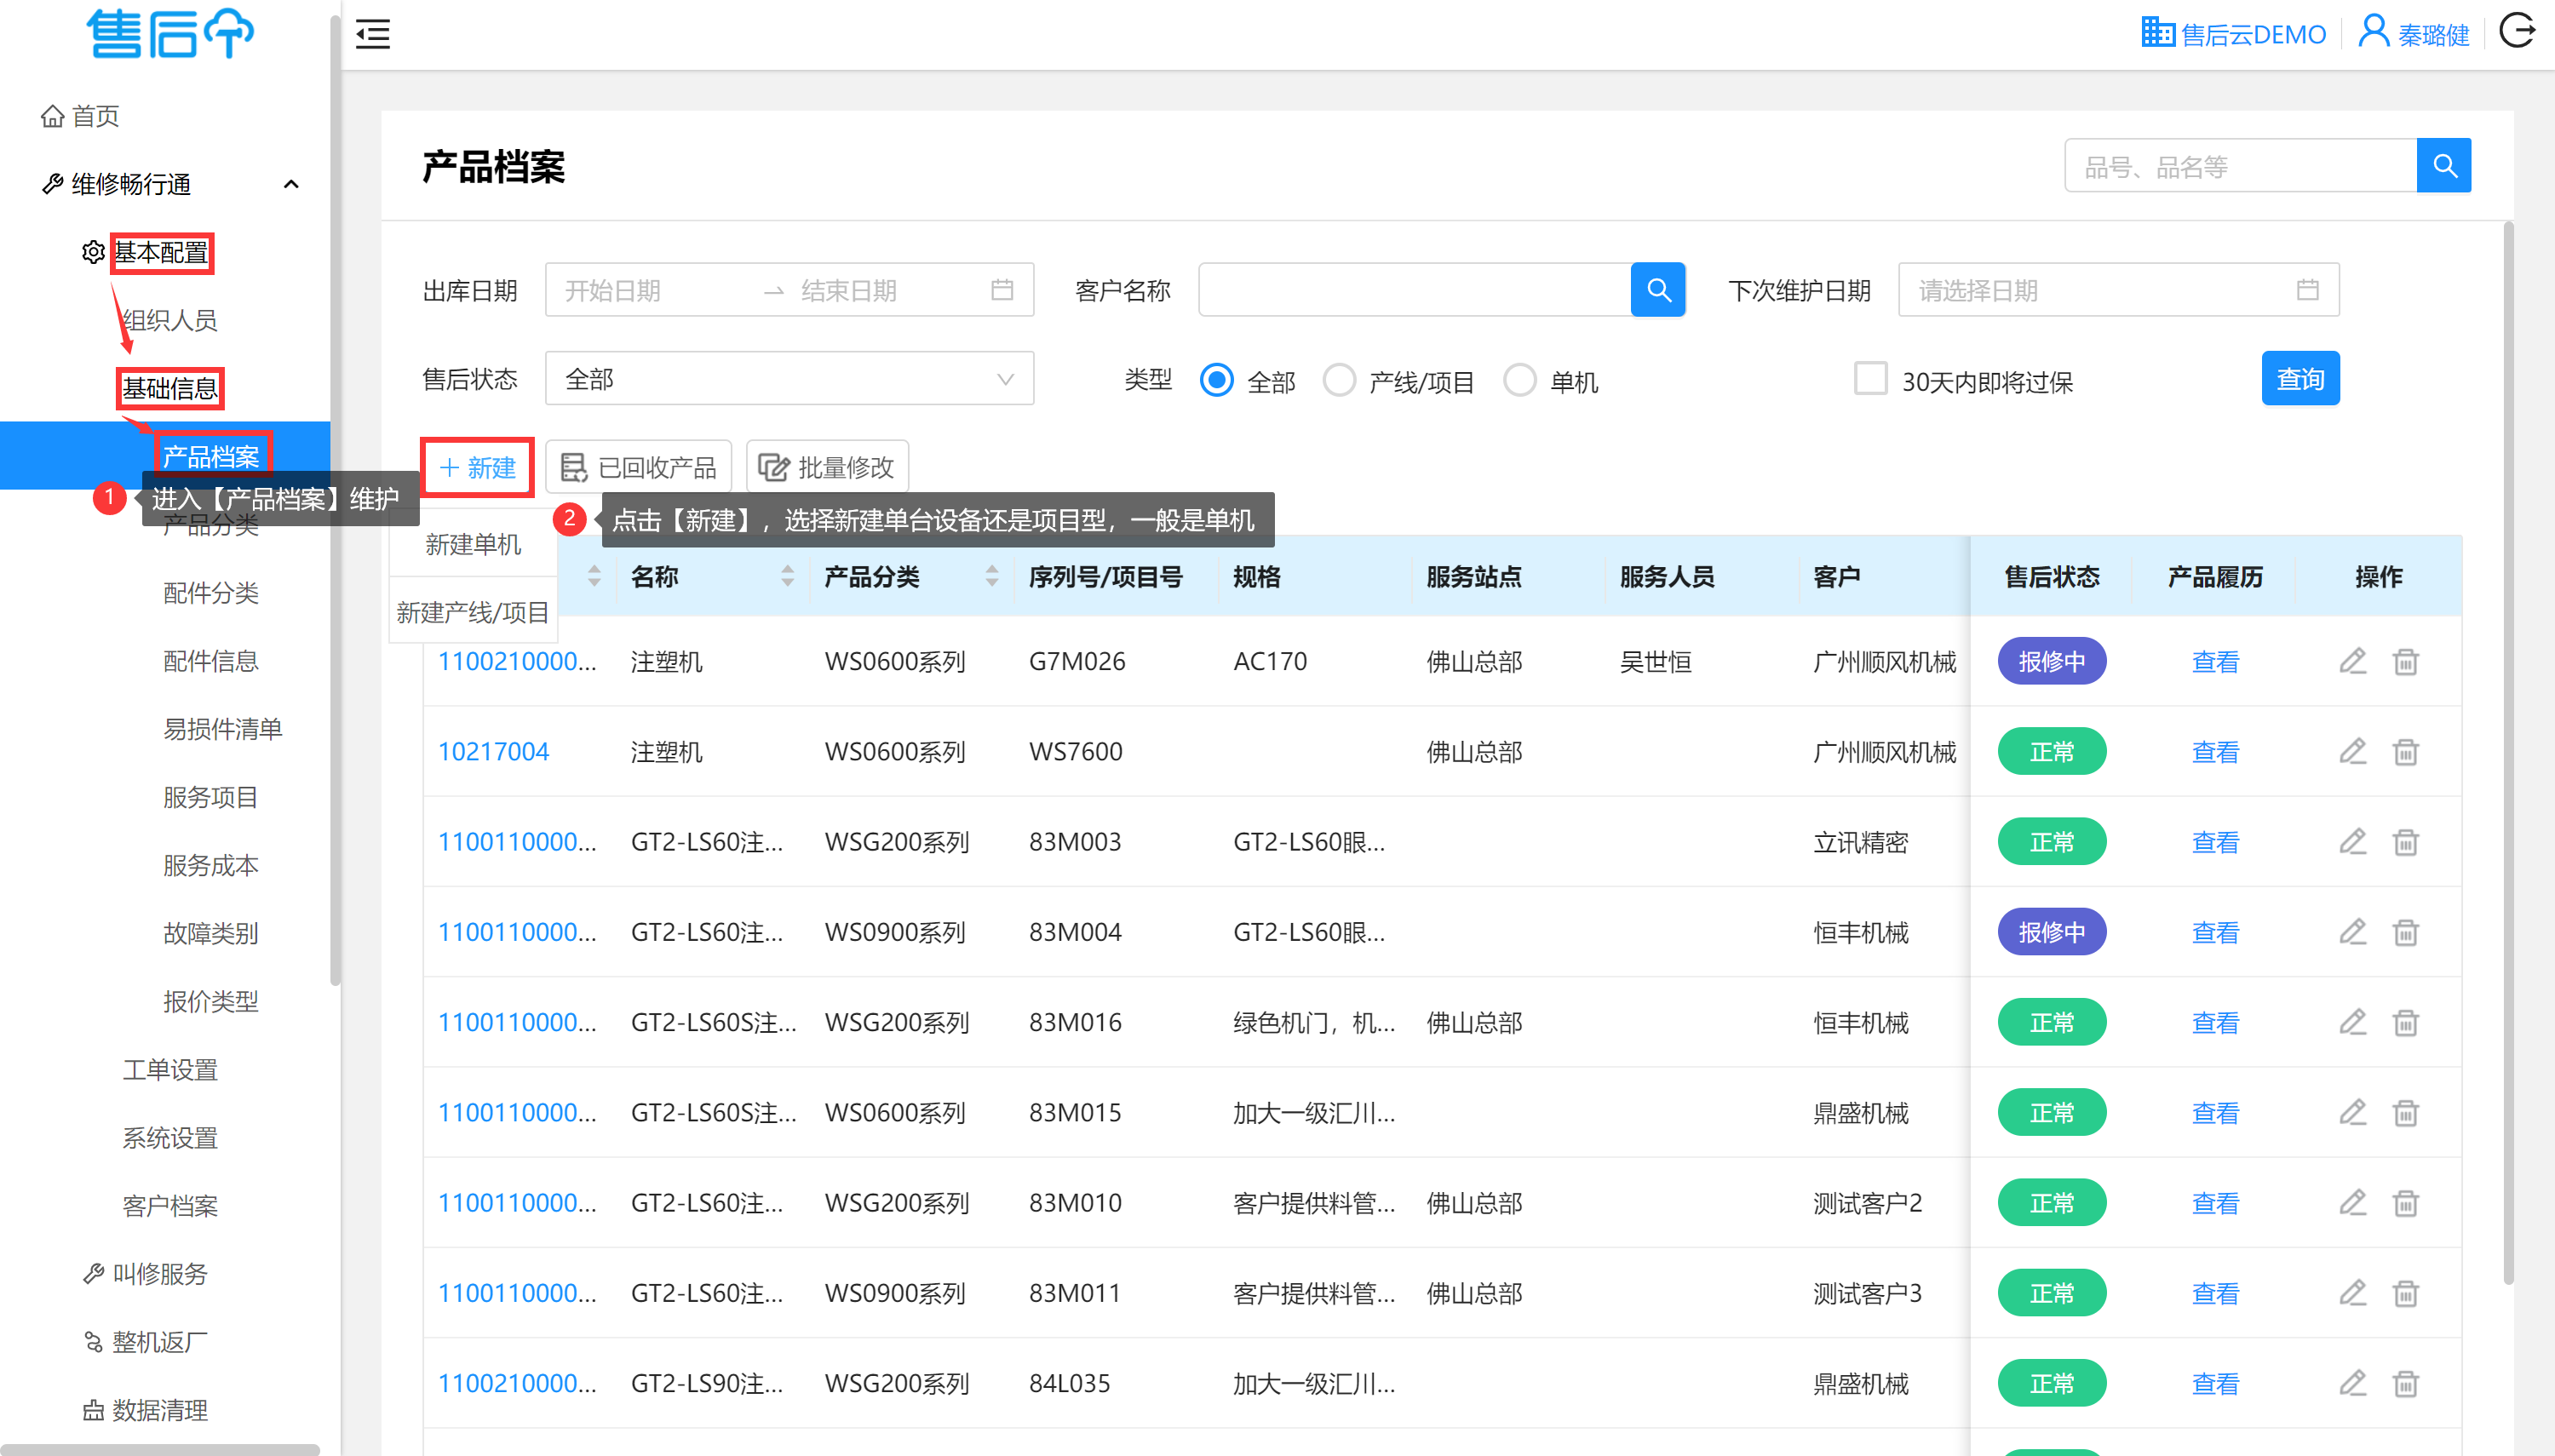 售后
售后云DEMO
秦璐健
首页
维修畅行通
基本配置
组织人员
基础信息
产品档案
产品分类
配件分类
配件信息
易损件清单
服务项目
服务成本
故障类别
报价类型
工单设置
系统设置
客户档案
叫修服务
整机返厂
数据清理
1 进入【产品档案】维护
产品档案
品号、品名等
出库日期 开始日期 → 结束日期 客户名称 下次维护日期 请选择日期
售后状态 全部 类型 全部 产线/项目 单机 30天内即将过保 查询
+ 新建 已回收产品 批量修改
2 点击【新建】，选择新建单台设备还是项目型，一般是单机
新建单机
新建产线/项目
名称 产品分类 序列号/项目号 规格 服务站点 服务人员 客户 售后状态 产品履历 操作
1100210000... 注塑机 WS0600系列 G7M026 AC170 佛山总部 吴世恒 广州顺风机械 报修中 查看
10217004 注塑机 WS0600系列 WS7600 佛山总部 广州顺风机械 正常 查看
1100110000... GT2-LS60注... WSG200系列 83M003 GT2-LS60眼... 立讯精密 正常 查看
1100110000... GT2-LS60注... WS0900系列 83M004 GT2-LS60眼... 恒丰机械 报修中 查看
1100110000... GT2-LS60S注... WSG200系列 83M016 绿色机门，机... 佛山总部 恒丰机械 正常 查看
1100110000... GT2-LS60S注... WS0600系列 83M015 加大一级汇川... 鼎盛机械 正常 查看
1100110000... GT2-LS60注... WSG200系列 83M010 客户提供料管... 佛山总部 测试客户2 正常 查看
1100110000... GT2-LS60注... WS0900系列 83M011 客户提供料管... 佛山总部 测试客户3 正常 查看
1100210000... GT2-LS90注... WSG200系列 84L035 加大一级汇川... 鼎盛机械 正常 查看